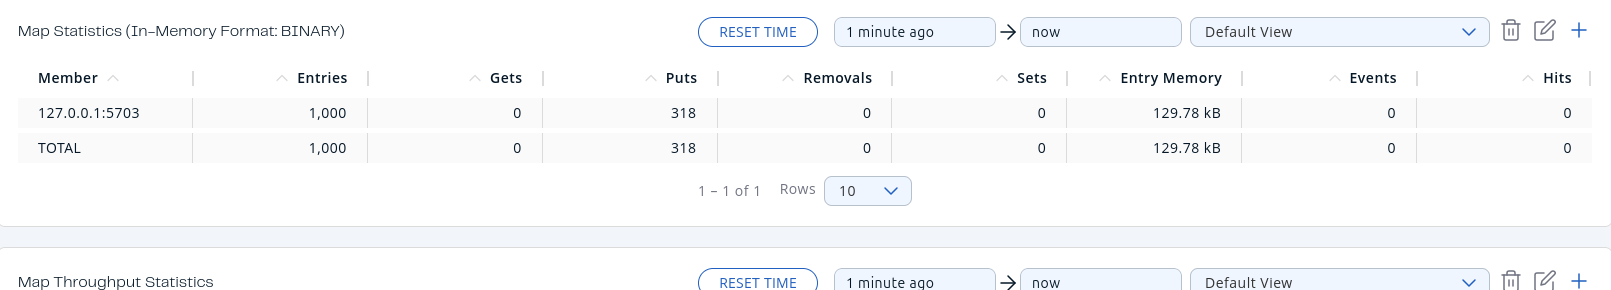 Map Statistics (In-Memory Format: BINARY) RESET TIME 1 minute ago now Default View
Member Entries Gets Puts Removals Sets Entry Memory Events Hits
127.0.0.1:5703 1,000 0 318 0 0 129.78 kB 0 0
TOTAL 1,000 0 318 0 0 129.78 kB 0 0
1 – 1 of 1 Rows 10
Map Throughput Statistics RESET TIME 1 minute ago now Default View